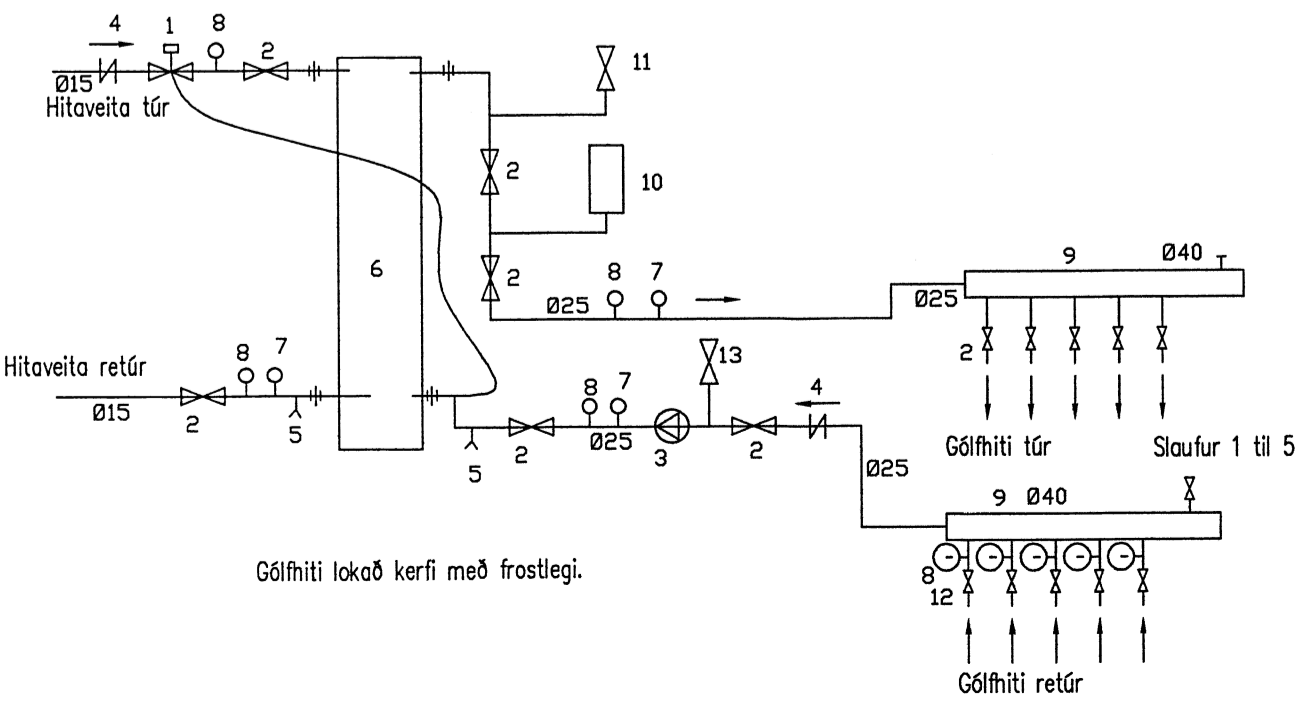 4 1 8 2
Ø15
Hitaveita túr
11
2
10
6
2
8 7
Ø25
9 Ø40
Ø25
2
Gólfhiti túr
Slaufur 1 til 5
Hitaveita retúr
8 7
Ø15
2
5
13
8 7
4
Ø25
5
2
3
2
Ø25
9 Ø40
8
12
Gólfhiti retúr
Gólfhiti lokað kerfi með frostlegi.